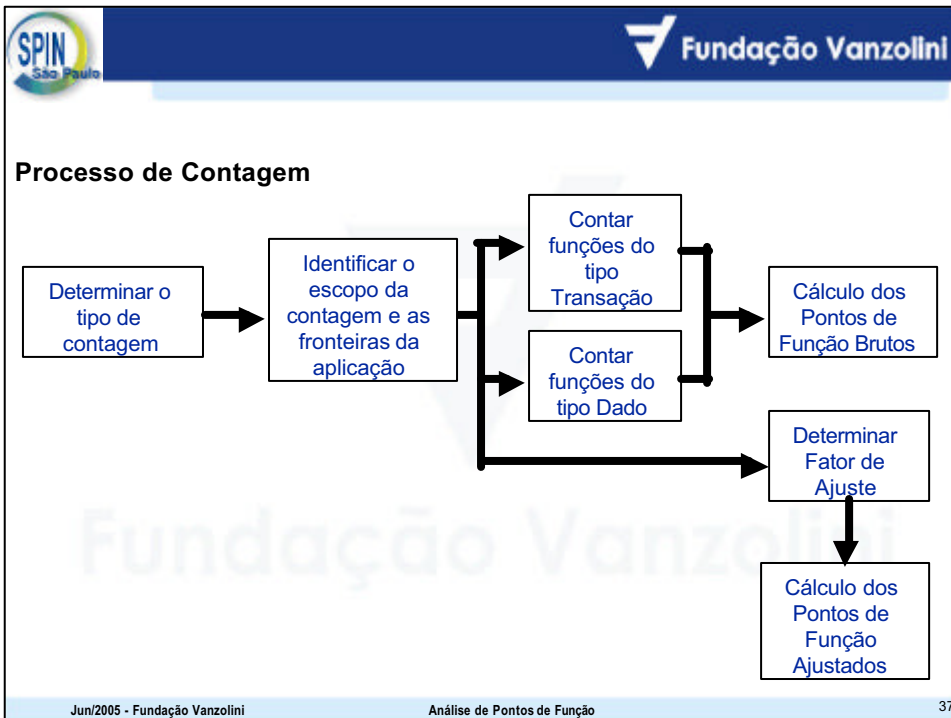 SPIN
São Paulo
Fundação Vanzolini
Processo de Contagem
Determinar o
tipo de
contagem
Identificar o
escopo da
contagem e as
fronteiras da
aplicação
Contar
funções do
tipo
Transação
Contar
funções do
tipo Dado
Cálculo dos
Pontos de
Função Brutos
Determinar
Fator de
Ajuste
Cálculo dos
Pontos de
Função
Ajustados
Fundação Vanzolini
Jun/2005 - Fundação Vanzolini
Análise de Pontos de Função
37